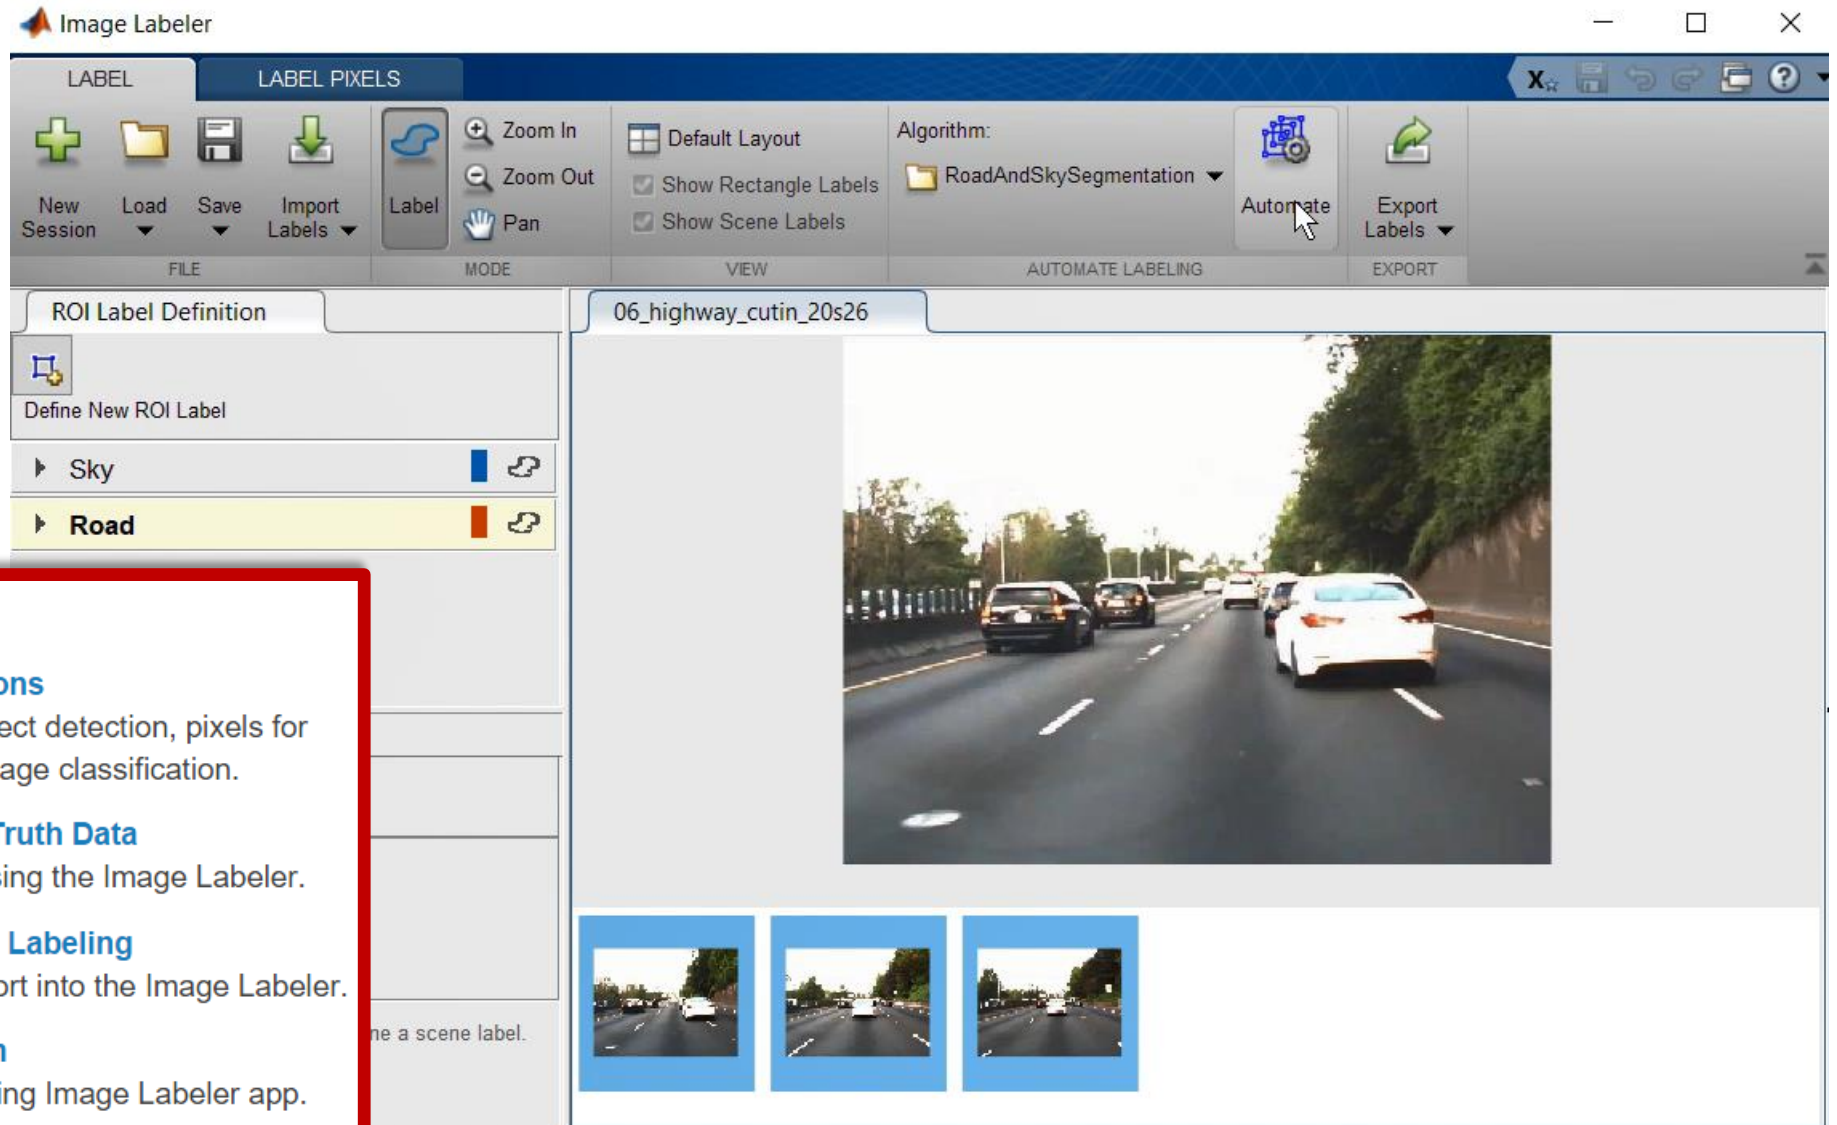 Image Labeler
LABEL
LABEL PIXELS
New Session
Load
Save
Import Labels
Label
Zoom In
Zoom Out
Pan
Default Layout
Show Rectangle Labels
Show Scene Labels
Algorithm:
RoadAndSkySegmentation
Automate
Export Labels
FILE
MODE
VIEW
AUTOMATE LABELING
EXPORT
ROI Label Definition
06_highway_cutin_20s26
Define New ROI Label
Sky
Road
ons
ect detection, pixels for
age classification.
Truth Data
sing the Image Labeler.
Labeling
ort into the Image Labeler.
ne a scene label.
n
ing Image Labeler app.